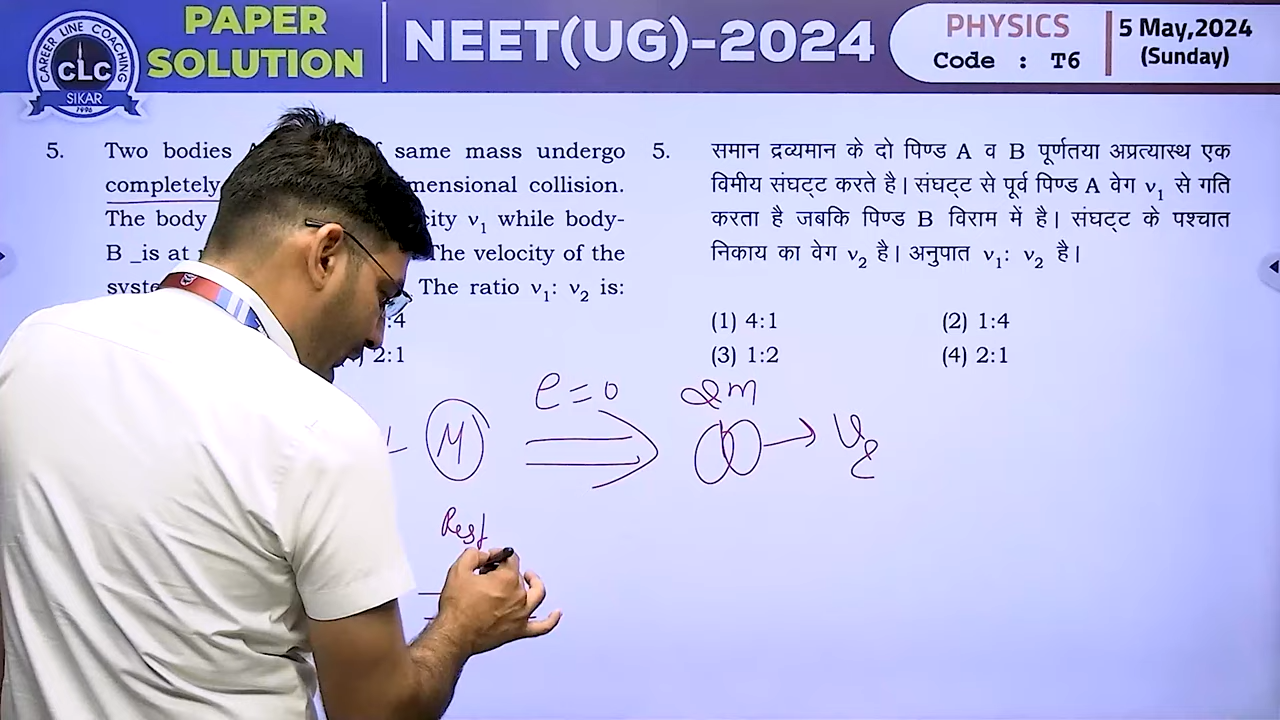 CAREER LINE COACHING
CLC
SIKAR
1996
PAPER
SOLUTION
NEET(UG)-2024
PHYSICS
Code : T6
5 May,2024
(Sunday)
5. Two bodies same mass undergo
completely collision.
The body v₁ while body-
B _is at The velocity of the
The ratio v₁: v₂ is:
:4
2:1
5. समान द्रव्यमान के दो पिण्ड A व B पूर्णतया अप्रत्यास्थ एक
विमीय संघट्ट करते है। संघट्ट से पूर्व पिण्ड A वेग v₁ से गति
करता है जबकि पिण्ड B विराम में है। संघट्ट के पश्चात
निकाय का वेग v₂ है। अनुपात v₁: v₂ है।
(1) 4:1 (2) 1:4
(3) 1:2 (4) 2:1
e=0 2m
M v₂
Rest